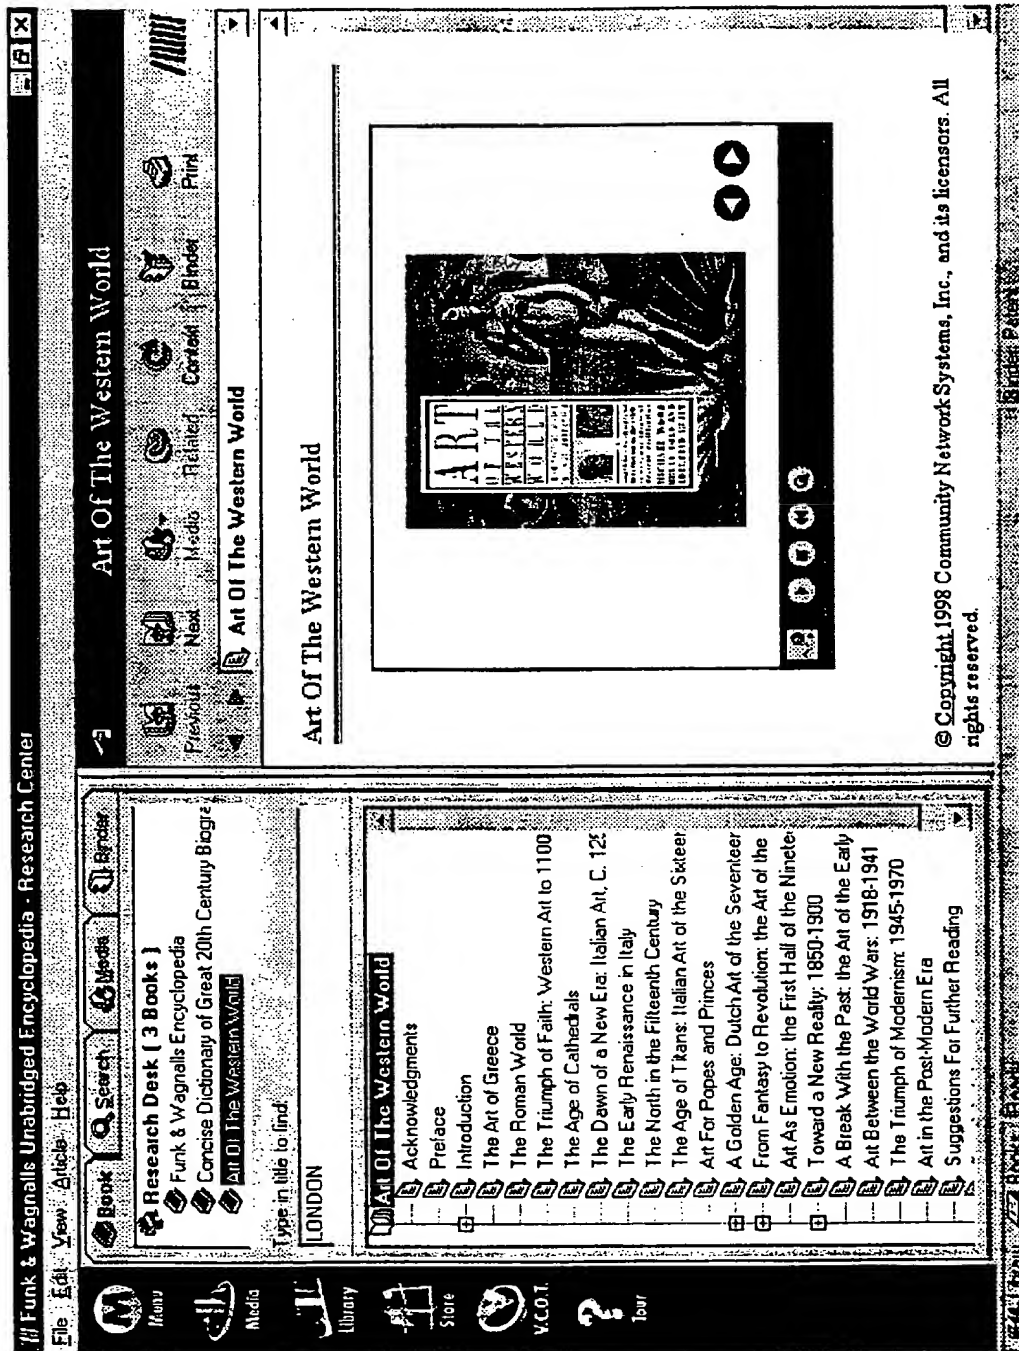 Funk & Wagnalls Unabridged Encyclopedia - Research Center
File Edit View Article Help
Menu
Media
Library
Store
V.C.O.T.
Tour
Book Search Media Binder
Research Desk ( 3 Books )
Funk & Wagnalls Encyclopedia
Concise Dictionary of Great 20th Century Biogra
Art Of The Western World
Type in title to find:
LONDON
Art Of The Western World
Acknowledgments
Preface
Introduction
The Art of Greece
The Roman World
The Triumph of Faith: Western Art to 1100
The Age of Cathedrals
The Dawn of a New Era: Italian Art, C. 125
The Early Renaissance in Italy
The North in the Fifteenth Century
The Age of Titans: Italian Art of the Sixteer
Art For Popes and Princes
A Golden Age: Dutch Art of the Seventeer
From Fantasy to Revolution: the Art of the
Art As Emotion: the First Half of the Ninetee
Toward a New Reality: 1850-1900
A Break With the Past: the Art of the Early
Art Between the World Wars: 1918-1941
The Triumph of Modernism: 1945-1970
Art in the Post-Modern Era
Suggestions For Further Reading
Art Of The Western World
Previous Next Media Related Context Binder Print
Art Of The Western World
Art Of The Western World
ART
OF THE
WESTERN
WORLD
© Copyright 1998 Community Network Systems, Inc., and its licensors. All
rights reserved.